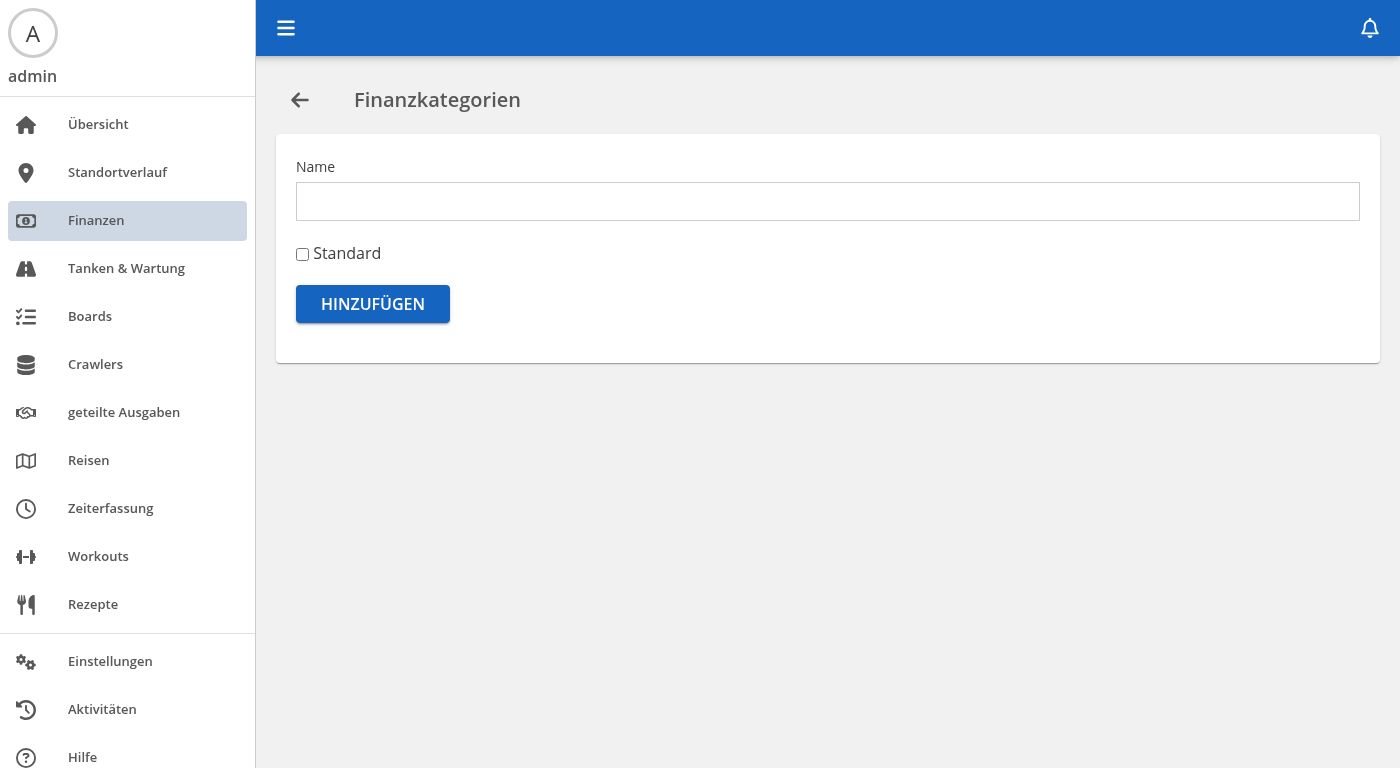 A
admin
Übersicht
Standortverlauf
Finanzen
Tanken & Wartung
Boards
Crawlers
geteilte Ausgaben
Reisen
Zeiterfassung
Workouts
Rezepte
Einstellungen
Aktivitäten
Hilfe
Finanzkategorien
Name
Standard
HINZUFÜGEN